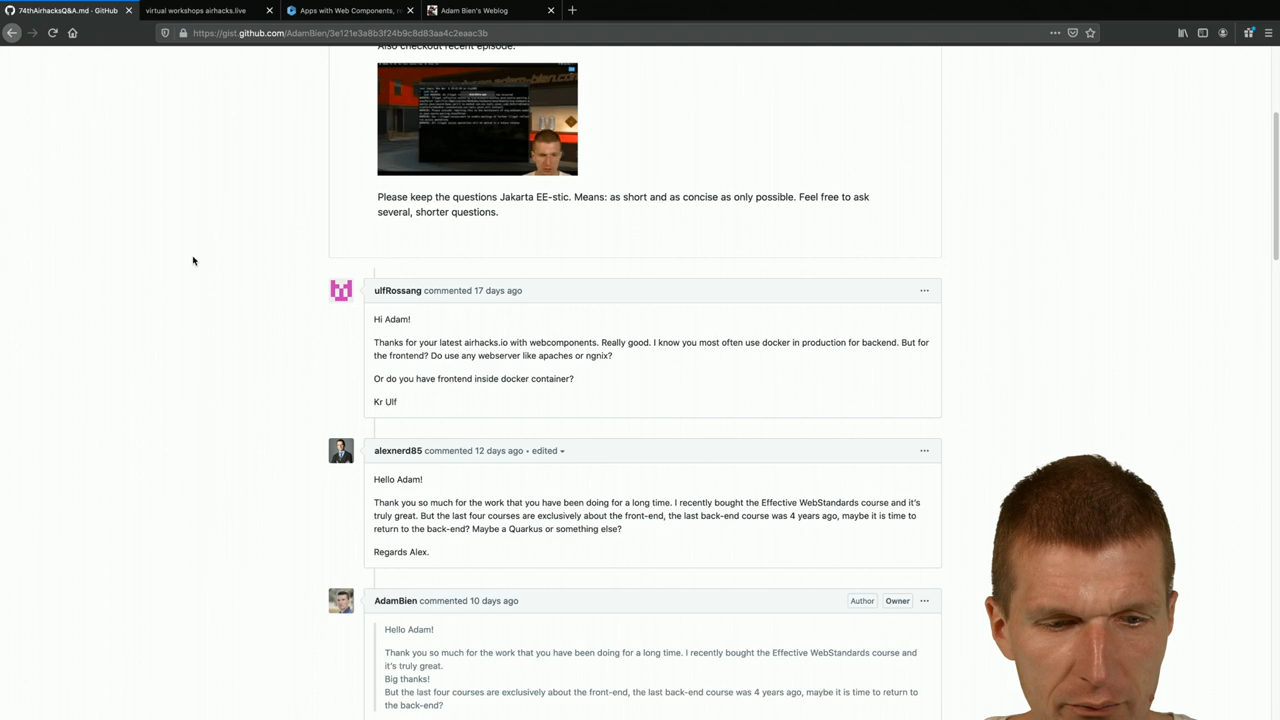 74thAirhacksQ&A.md · GitHub
virtual workshops airhacks.live
Apps with Web Components, r
Adam Bien's Weblog
https://gist.github.com/AdamBien/3e121e3a8b3f24b9c8d83aa4c2eaac3b
Also checkout recent episode:
Please keep the questions Jakarta EE-stic. Means: as short and as concise as only possible. Feel free to ask
several, shorter questions.
ulfRossang commented 17 days ago
Hi Adam!
Thanks for your latest airhacks.io with webcomponents. Really good. I know you most often use docker in production for backend. But for
the frontend? Do use any webserver like apaches or ngnix?
Or do you have frontend inside docker container?
Kr Ulf
alexnerd85 commented 12 days ago • edited
Hello Adam!
Thank you so much for the work that you have been doing for a long time. I recently bought the Effective WebStandards course and it's
truly great. But the last four courses are exclusively about the front-end, the last back-end course was 4 years ago, maybe it is time to
return to the back-end? Maybe a Quarkus or something else?
Regards Alex.
AdamBien commented 10 days ago
Author
Owner
Hello Adam!
Thank you so much for the work that you have been doing for a long time. I recently bought the Effective WebStandards course and
it's truly great.
Big thanks!
But the last four courses are exclusively about the front-end, the last back-end course was 4 years ago, maybe it is time to return to
the back-end?